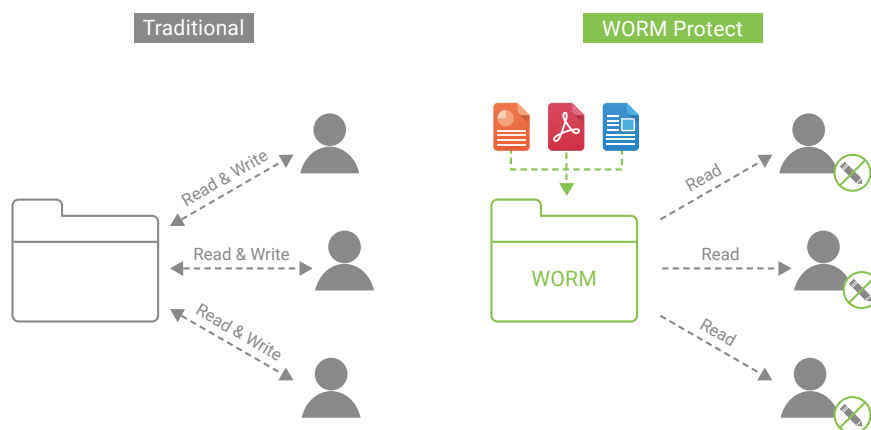 Traditional
WORM Protect
Read & Write
Read & Write
Read & Write
WORM
Read
Read
Read